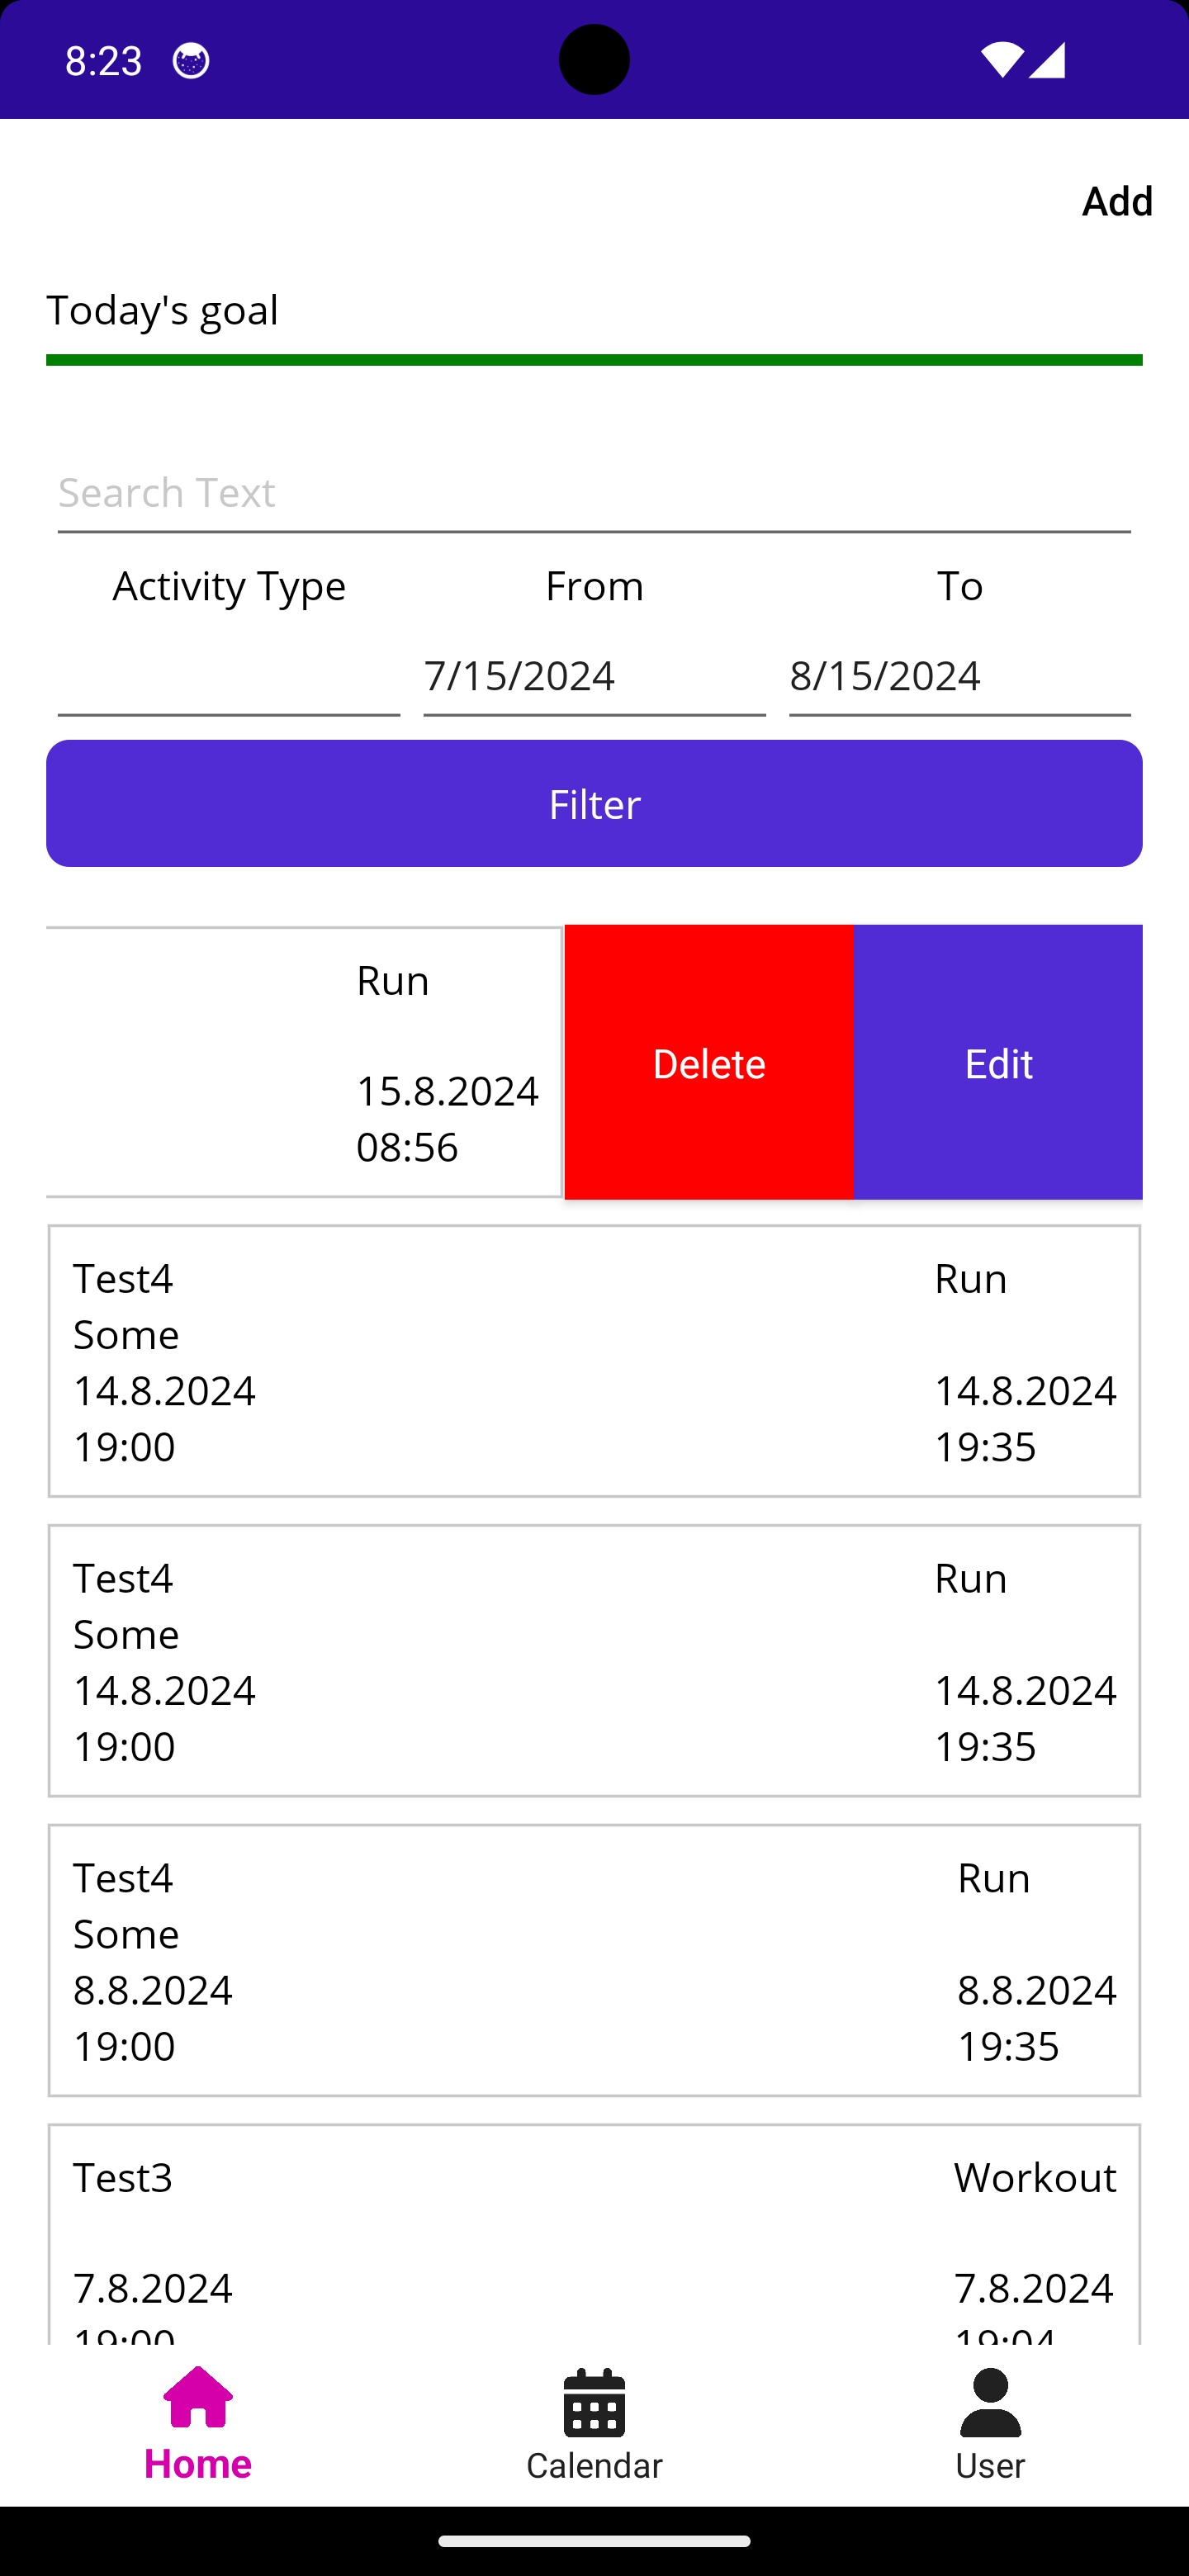 8:23
Add
Today's goal
Search Text
Activity Type From To
7/15/2024 8/15/2024
Filter
Run
15.8.2024
08:56
Delete Edit
Test4 Run
Some
14.8.2024 14.8.2024
19:00 19:35
Test4 Run
Some
14.8.2024 14.8.2024
19:00 19:35
Test4 Run
Some
8.8.2024 8.8.2024
19:00 19:35
Test3 Workout
7.8.2024 7.8.2024
19:00 19:04
Home Calendar User